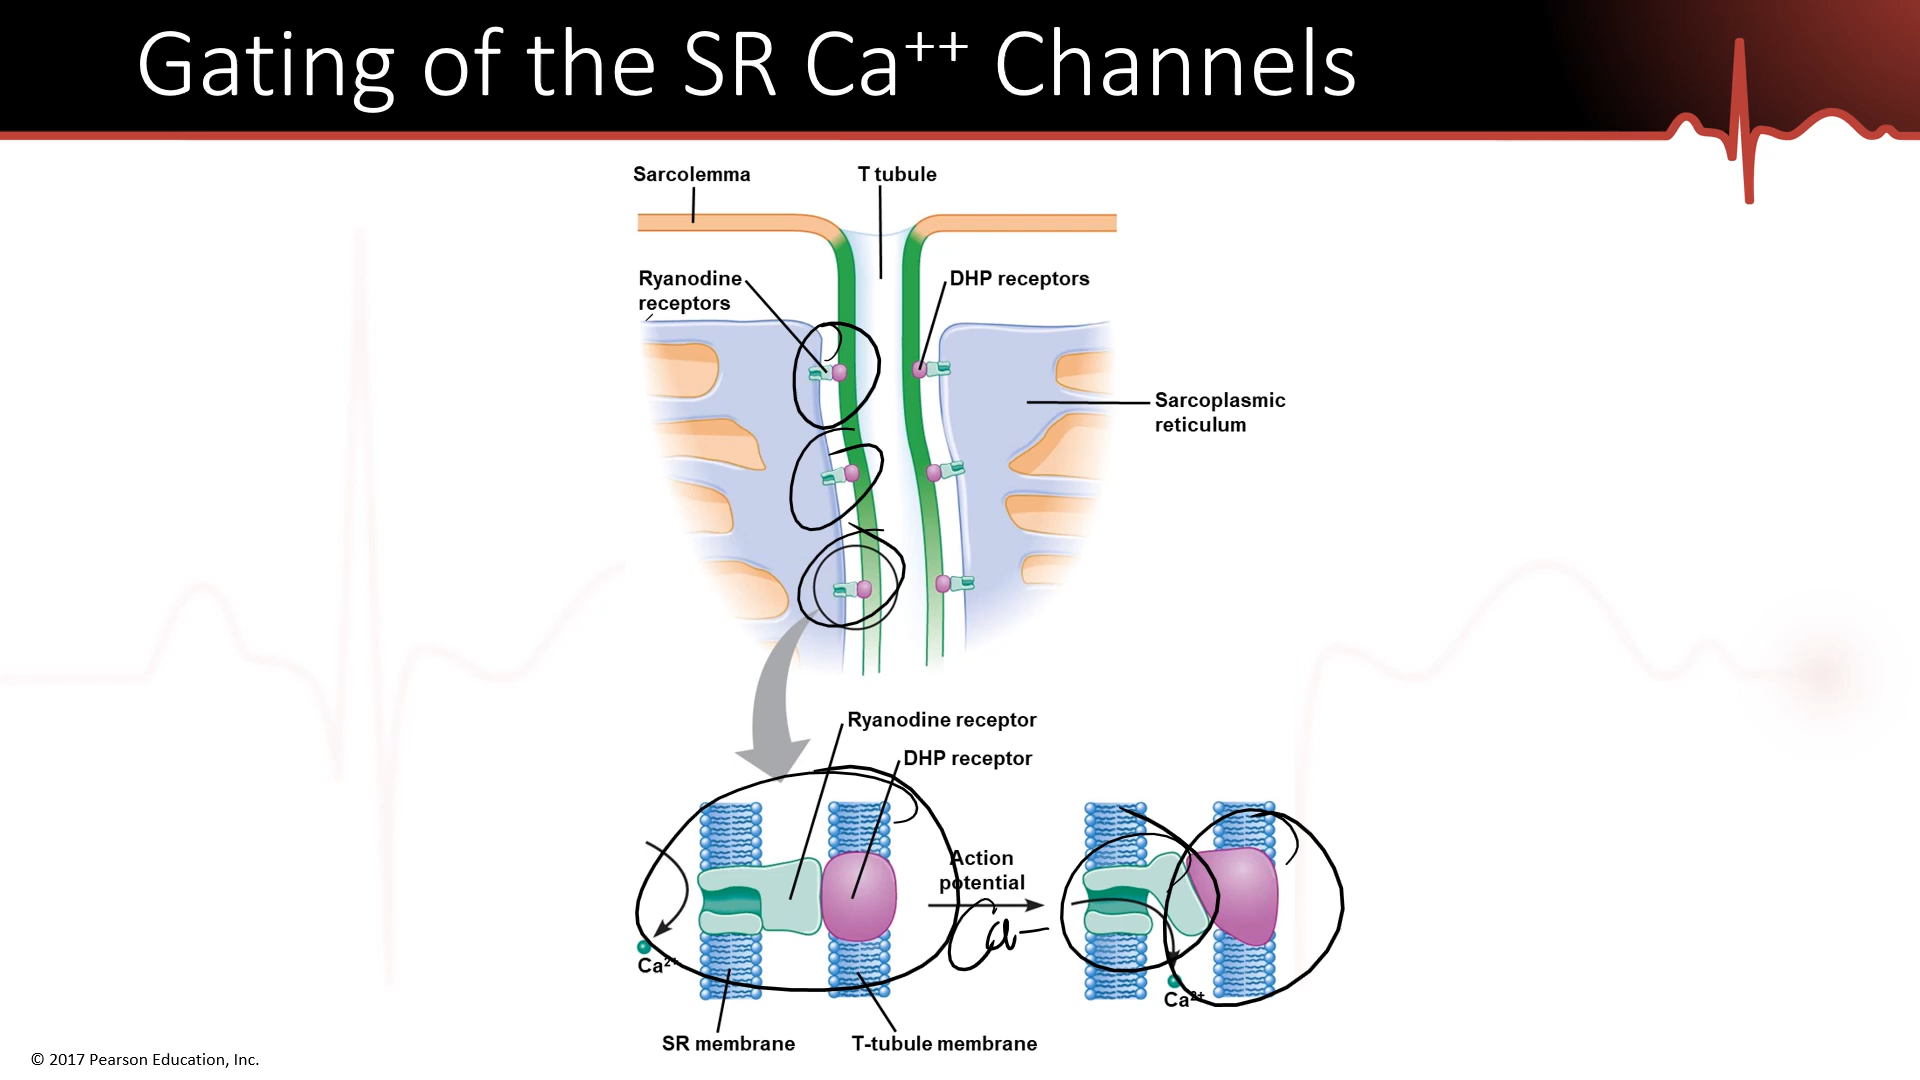 Gating of the SR Ca⁺⁺ Channels
Sarcolemma
T tubule
Ryanodine
receptors
DHP receptors
Sarcoplasmic
reticulum
Ryanodine receptor
DHP receptor
Action
potential
Ca²⁺
Ca²⁺
SR membrane
T-tubule membrane
© 2017 Pearson Education, Inc.